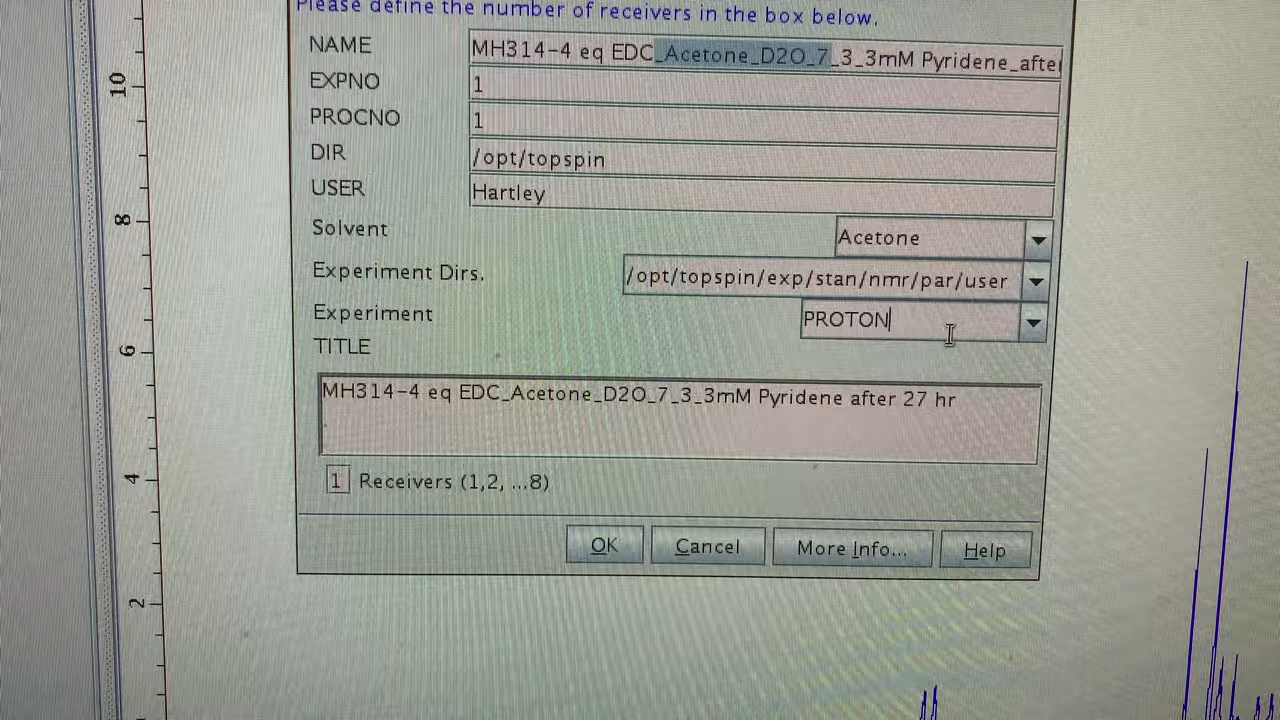 Please define the number of receivers in the box below.
NAME MH314-4 eq EDC_Acetone_D2O_7_3_3mM Pyridene_after
EXPNO 1
PROCNO 1
DIR /opt/topspin
USER Hartley
Solvent Acetone
Experiment Dirs. /opt/topspin/exp/stan/nmr/par/user
Experiment PROTON
TITLE
MH314-4 eq EDC_Acetone_D2O_7_3_3mM Pyridene after 27 hr
1 Receivers (1,2, ...8)
OK Cancel More Info... Help
10
8
6
4
2